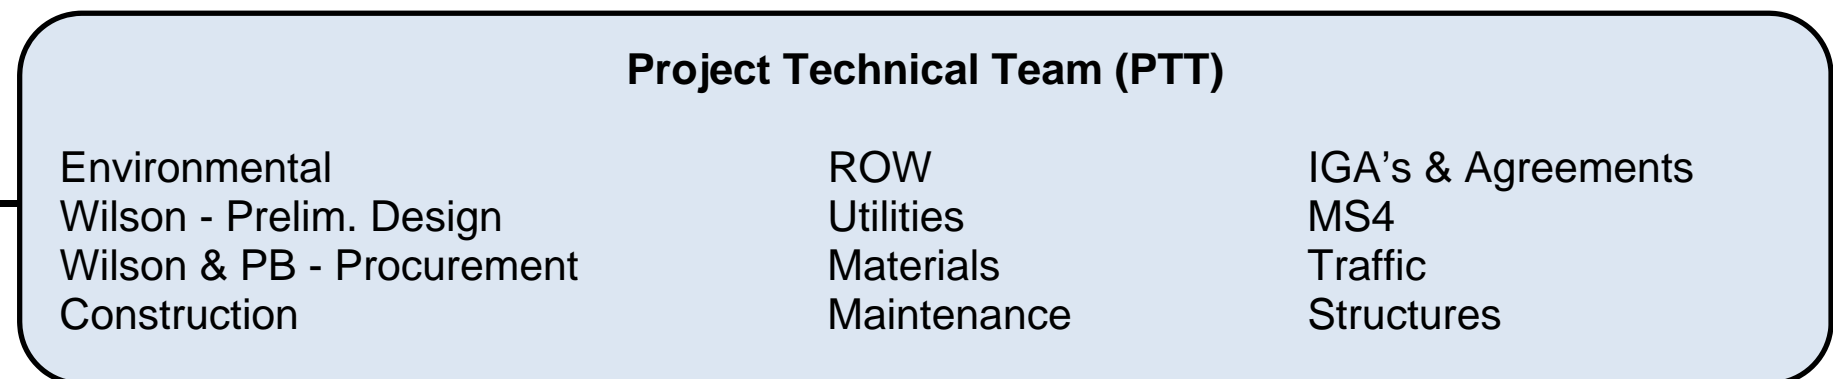 Project Technical Team (PTT)
Environmental
Wilson - Prelim. Design
Wilson & PB - Procurement
Construction
ROW
Utilities
Materials
Maintenance
IGA’s & Agreements
MS4
Traffic
Structures